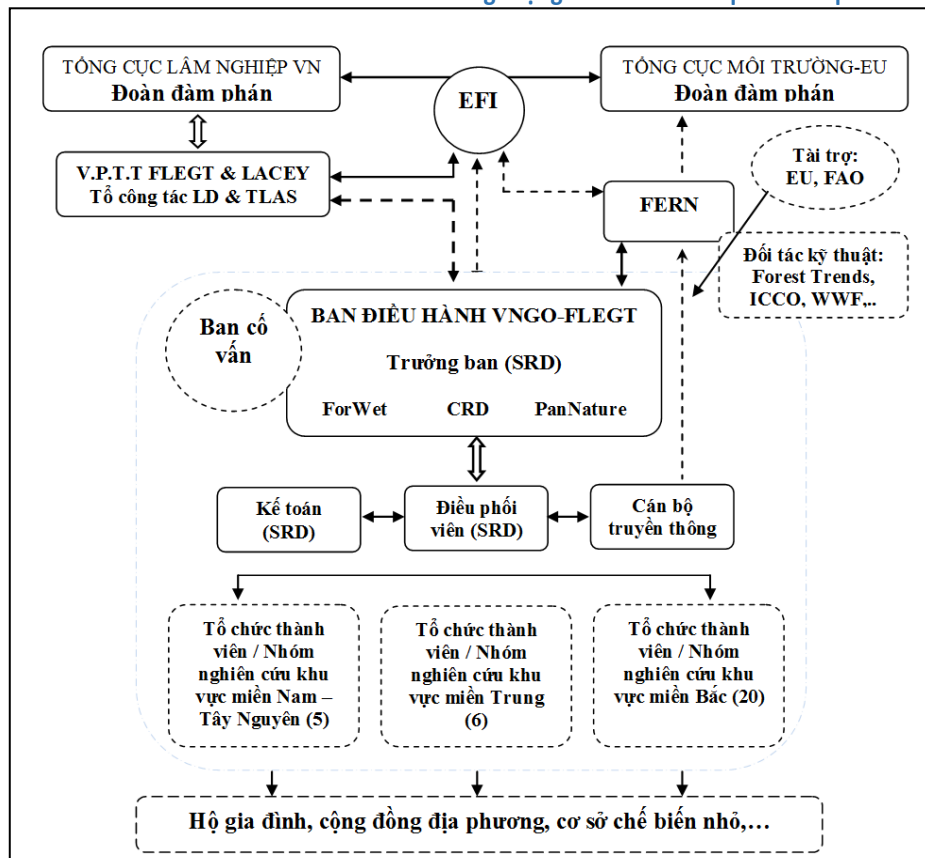 TỔNG CỤC LÂM NGHIỆP VN
Đoàn đàm phán
EFI
TỔNG CỤC MÔI TRƯỜNG-EU
Đoàn đàm phán
V.P.T.T FLEGT & LACEY
Tổ công tác LD & TLAS
FERN
Tài trợ:
EU, FAO
Đối tác kỹ thuật:
Forest Trends,
ICCO, WWF,..
Ban cố
vấn
BAN ĐIỀU HÀNH VNGO-FLEGT
Trưởng ban (SRD)
ForWet CRD PanNature
Kế toán
(SRD)
Điều phối
viên (SRD)
Cán bộ
truyền thông
Tổ chức thành
viên / Nhóm
nghiên cứu khu
vực miền Nam –
Tây Nguyên (5)
Tổ chức thành
viên / Nhóm
nghiên cứu khu
vực miền Trung
(6)
Tổ chức thành
viên / Nhóm
nghiên cứu khu
vực miền Bắc (20)
Hộ gia đình, cộng đồng địa phương, cơ sở chế biến nhỏ,…